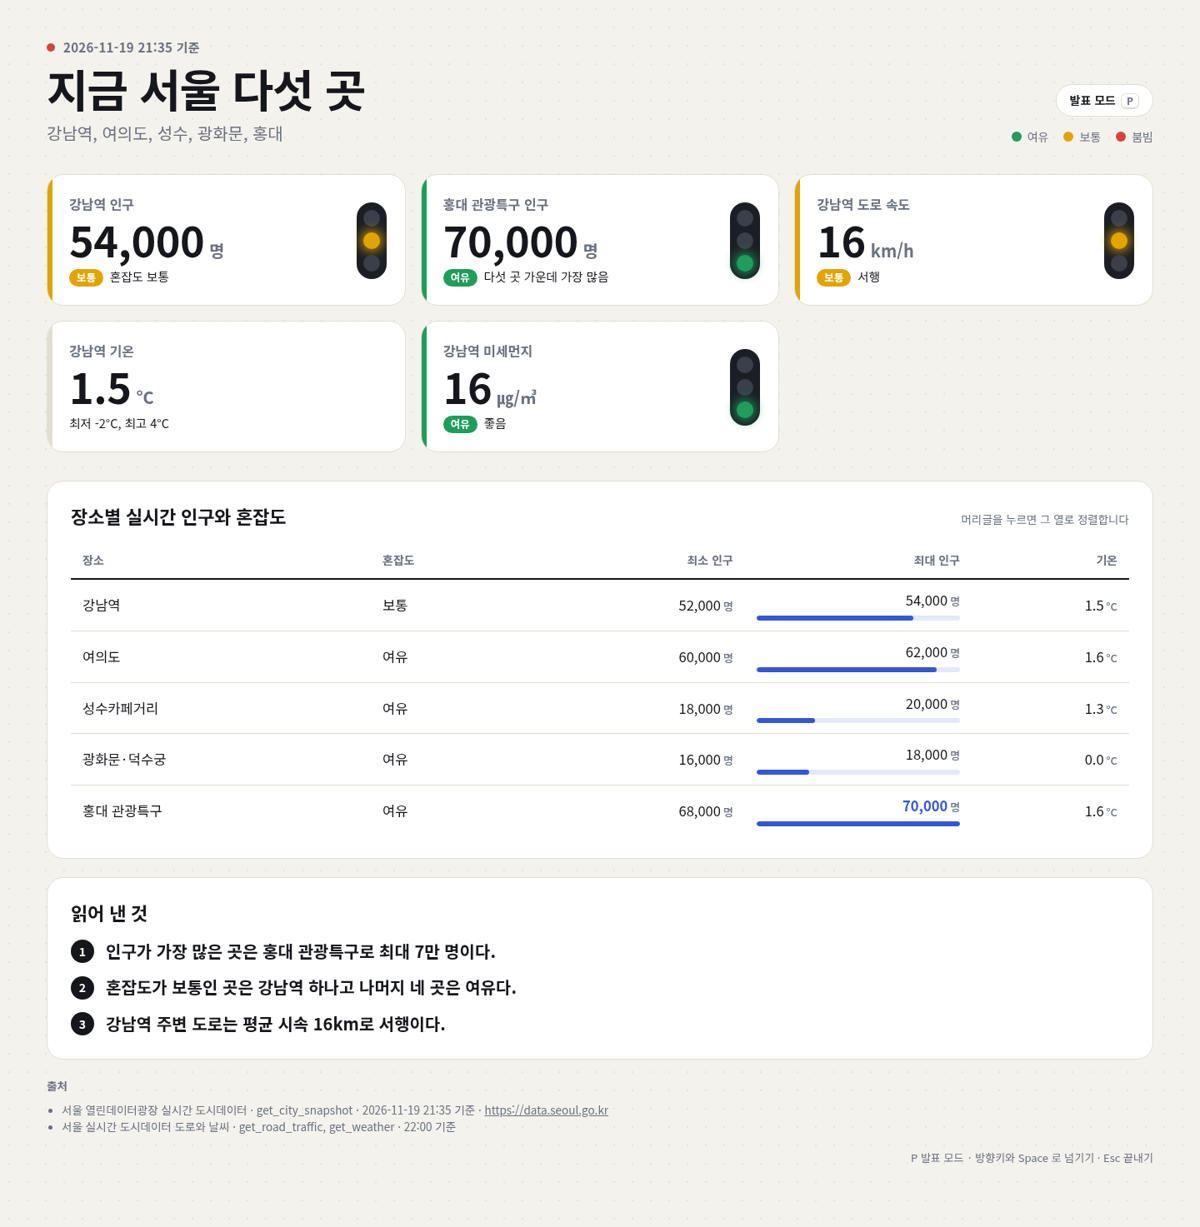 2026-11-19 21:35 기준
지금 서울 다섯 곳
강남역, 여의도, 성수, 광화문, 홍대
발표 모드 P
여유 보통 붐빔
강남역 인구
54,000 명
보통 혼잡도 보통
홍대 관광특구 인구
70,000 명
여유 다섯 곳 가운데 가장 많음
강남역 도로 속도
16 km/h
보통 서행
강남역 기온
1.5 °C
최저 -2°C, 최고 4°C
강남역 미세먼지
16 ㎍/㎥
여유 좋음
장소별 실시간 인구와 혼잡도
머리글을 누르면 그 열로 정렬합니다
장소 혼잡도 최소 인구 최대 인구 기온
강남역 보통 52,000 명 54,000 명 1.5 °C
여의도 여유 60,000 명 62,000 명 1.6 °C
성수카페거리 여유 18,000 명 20,000 명 1.3 °C
광화문·덕수궁 여유 16,000 명 18,000 명 0.0 °C
홍대 관광특구 여유 68,000 명 70,000 명 1.6 °C
읽어 낸 것
1 인구가 가장 많은 곳은 홍대 관광특구로 최대 7만 명이다.
2 혼잡도가 보통인 곳은 강남역 하나고 나머지 네 곳은 여유다.
3 강남역 주변 도로는 평균 시속 16km로 서행이다.
출처
• 서울 열린데이터광장 실시간 도시데이터 · get_city_snapshot · 2026-11-19 21:35 기준 · https://data.seoul.go.kr
• 서울 실시간 도시데이터 도로와 날씨 · get_road_traffic, get_weather · 22:00 기준
P 발표 모드 · 방향키와 Space 로 넘기기 · Esc 끝내기